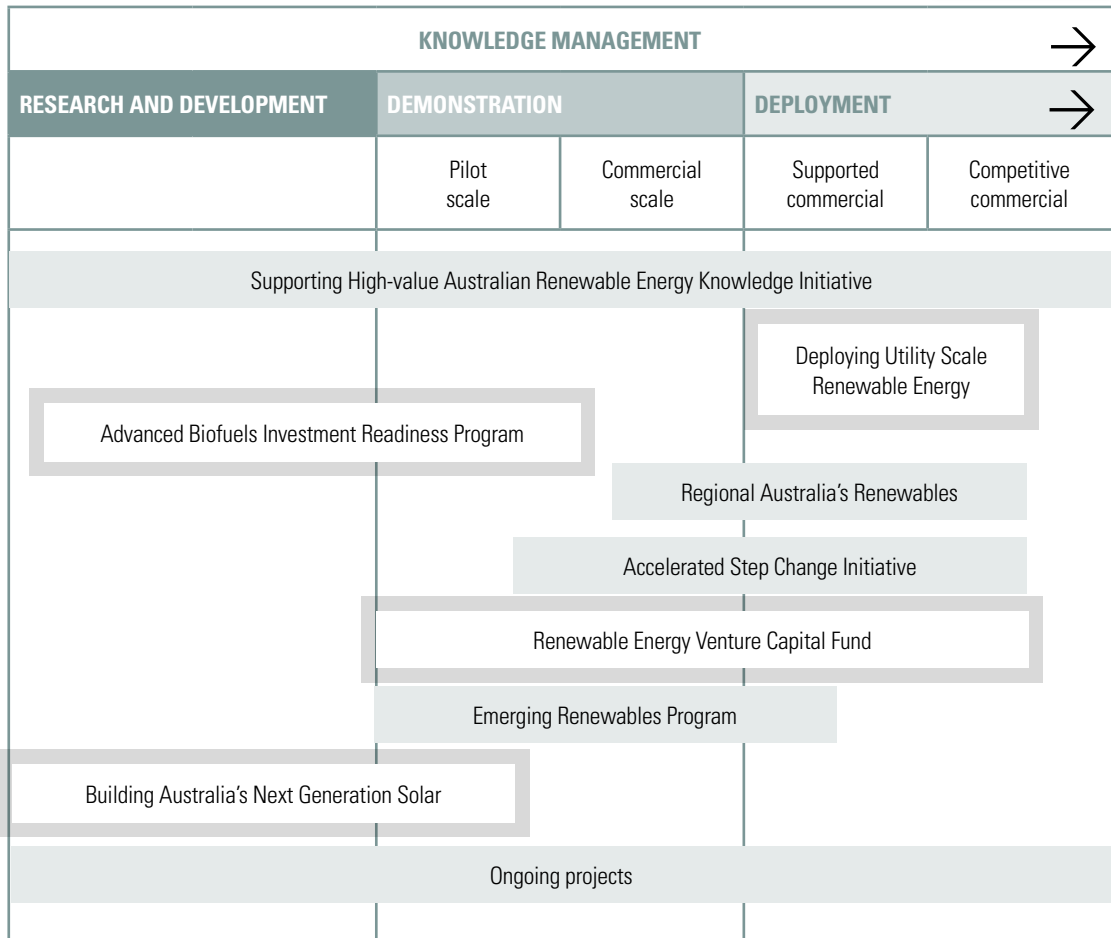 KNOWLEDGE MANAGEMENT
RESEARCH AND DEVELOPMENT
DEMONSTRATION
DEPLOYMENT
Pilot
scale
Commercial
scale
Supported
commercial
Competitive
commercial
Supporting High-value Australian Renewable Energy Knowledge Initiative
Deploying Utility Scale
Renewable Energy
Advanced Biofuels Investment Readiness Program
Regional Australia’s Renewables
Accelerated Step Change Initiative
Renewable Energy Venture Capital Fund
Emerging Renewables Program
Building Australia’s Next Generation Solar
Ongoing projects